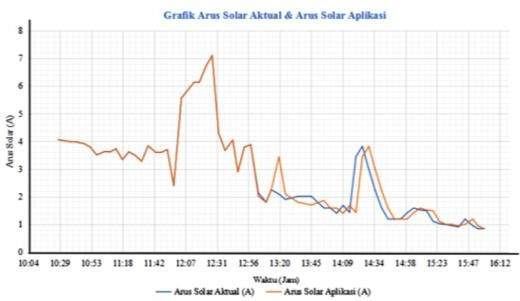 Grafik Arus Solar Aktual & Arus Solar Aplikasi
8
7
6
5
4
3
2
1
0
Arus Solar (A)
10:04 10:29 10:53 11:18 11:42 12:07 12:31 12:56 13:20 13:45 14:09 14:34 14:58 15:23 15:47 16:12
Waktu (Jam)
Arus Solar Aktual (A) Arus Solar Aplikasi (A)